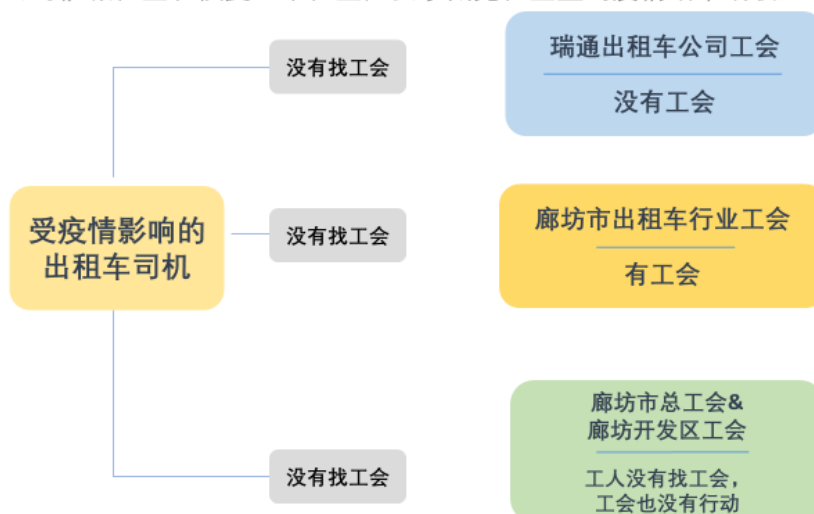 没有找工会
瑞通出租车公司工会
没有工会
受疫情影响的
出租车司机
没有找工会
廊坊市出租车行业工会
有工会
没有找工会
廊坊市总工会&
廊坊开发区工会
工人没有找工会，
工会也没有行动